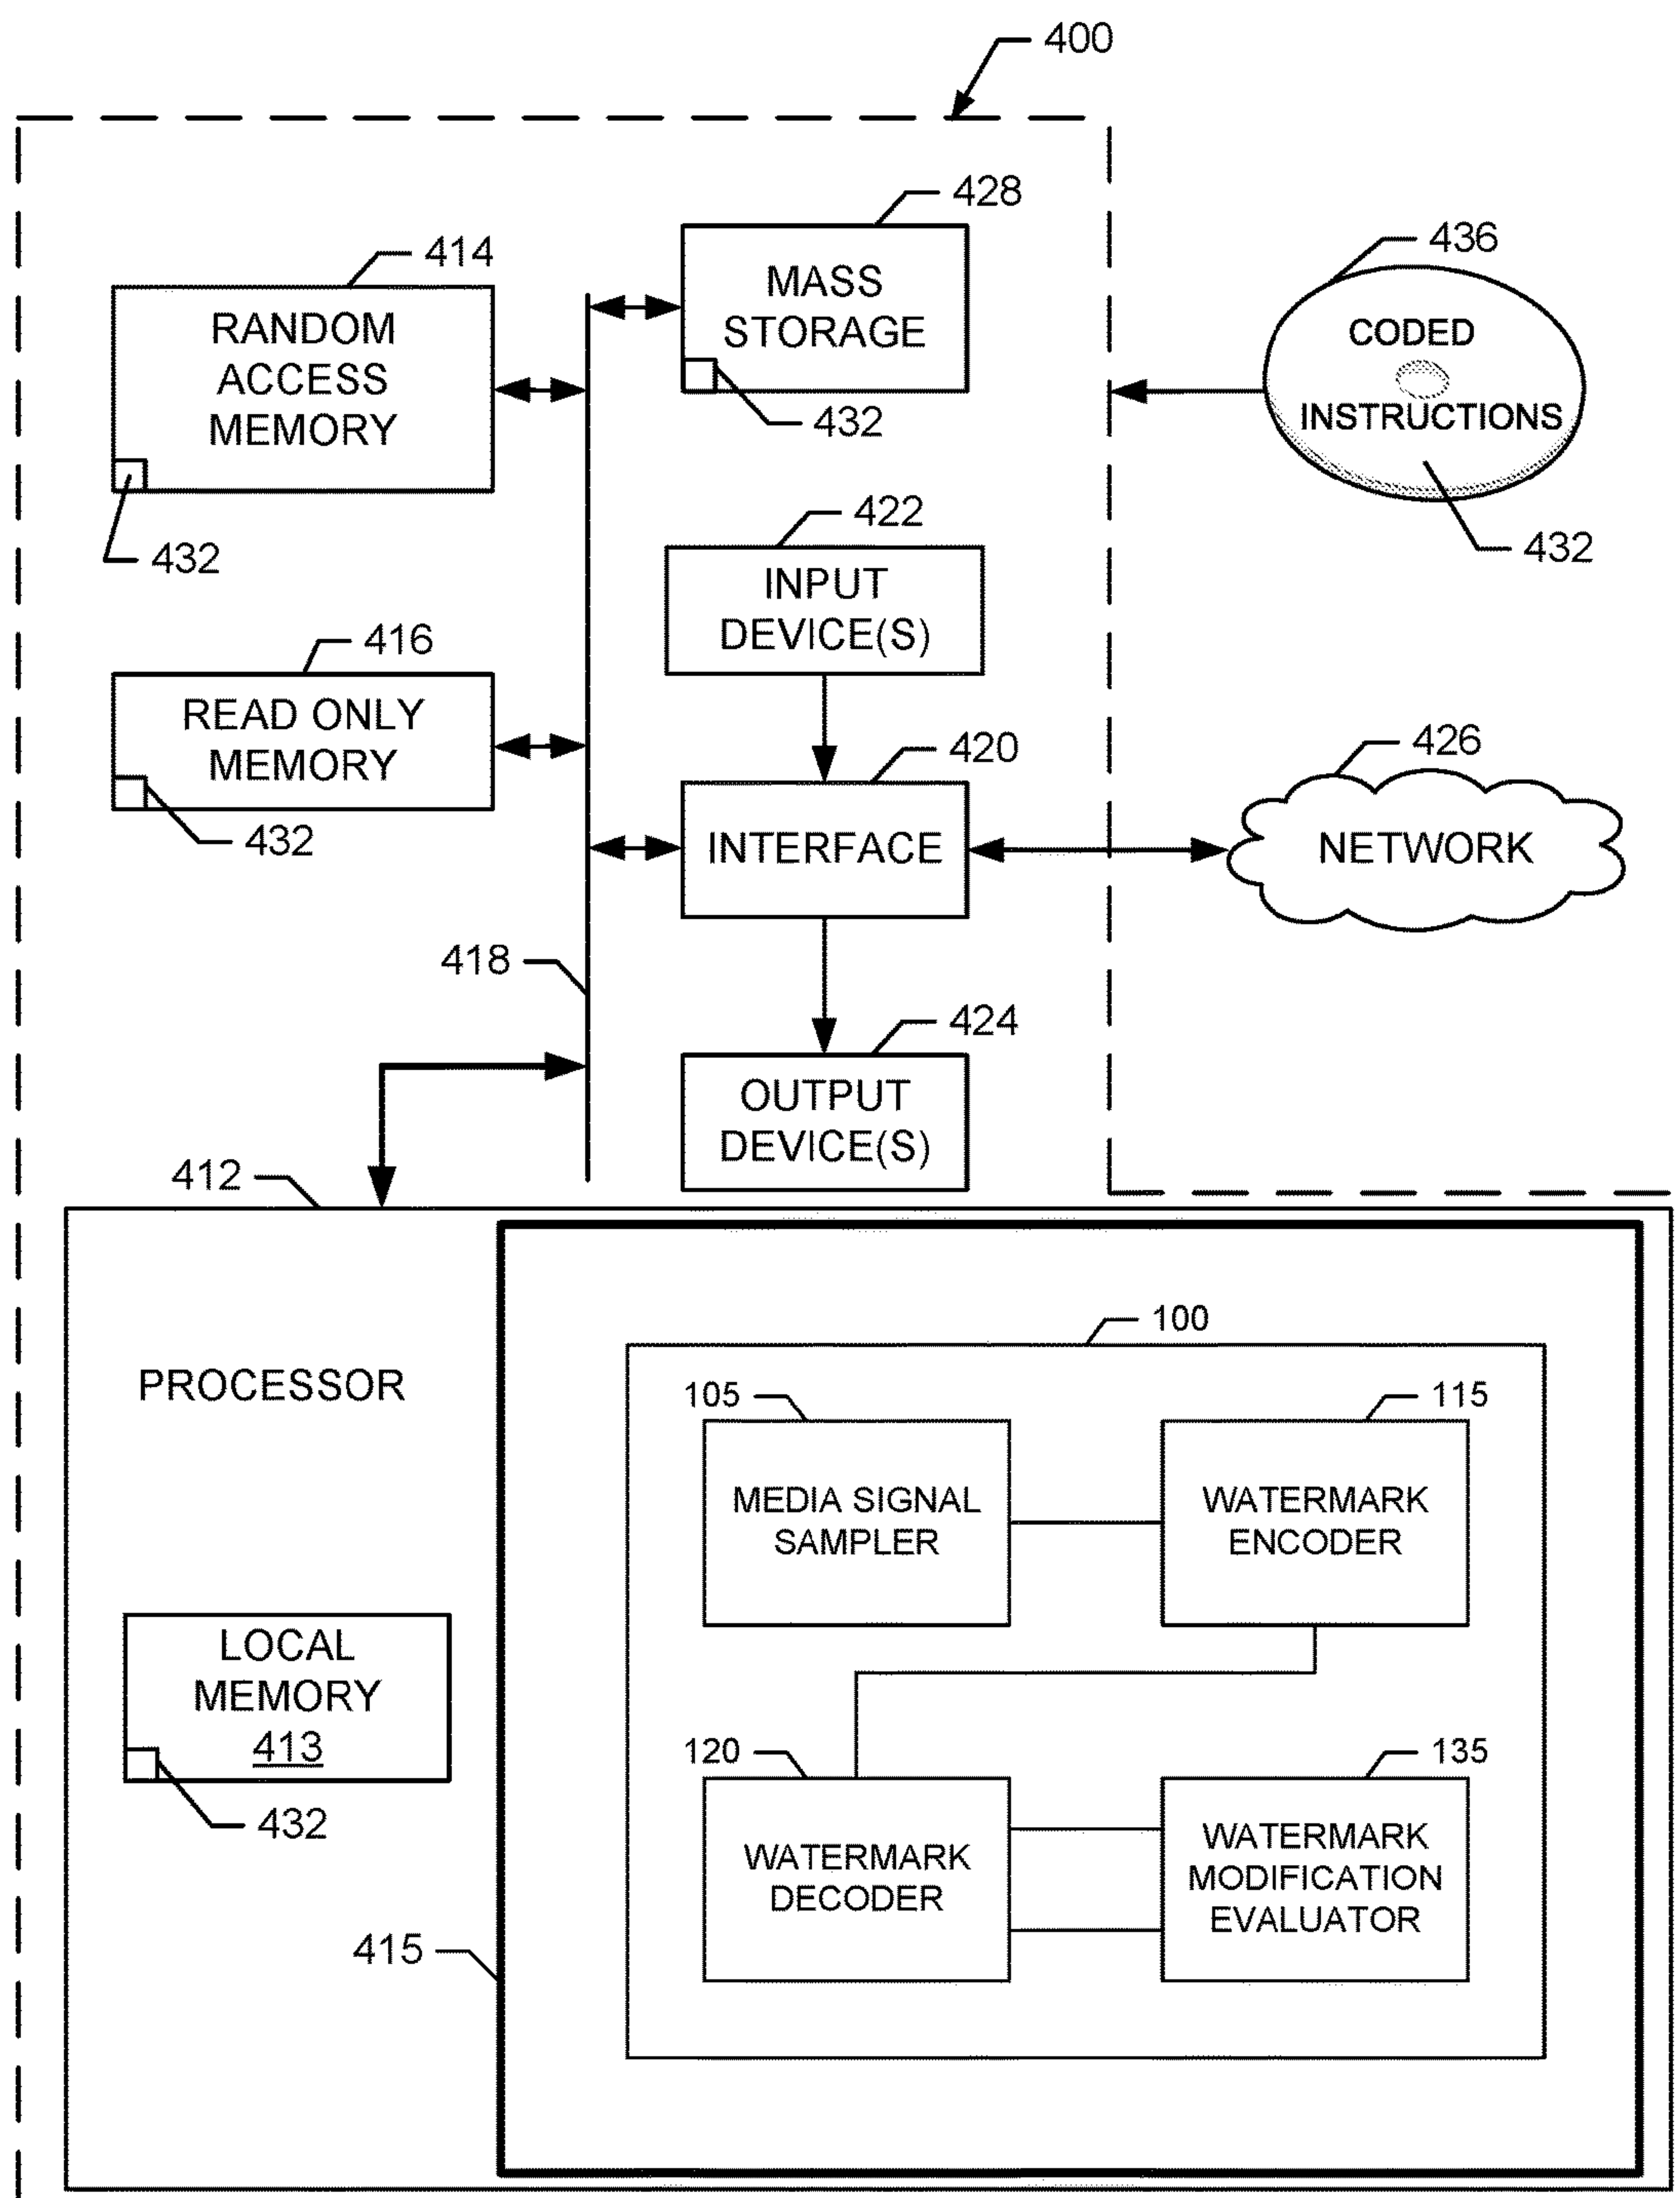 400
428
MASS
STORAGE
432
414
RANDOM
ACCESS
MEMORY
432
436
CODED
INSTRUCTIONS
432
422
INPUT
DEVICE(S)
416
READ ONLY
MEMORY
432
420
INTERFACE
426
NETWORK
418
424
OUTPUT
DEVICE(S)
412
PROCESSOR
LOCAL
MEMORY
413
432
415
100
105
MEDIA SIGNAL
SAMPLER
115
WATERMARK
ENCODER
120
WATERMARK
DECODER
135
WATERMARK
MODIFICATION
EVALUATOR